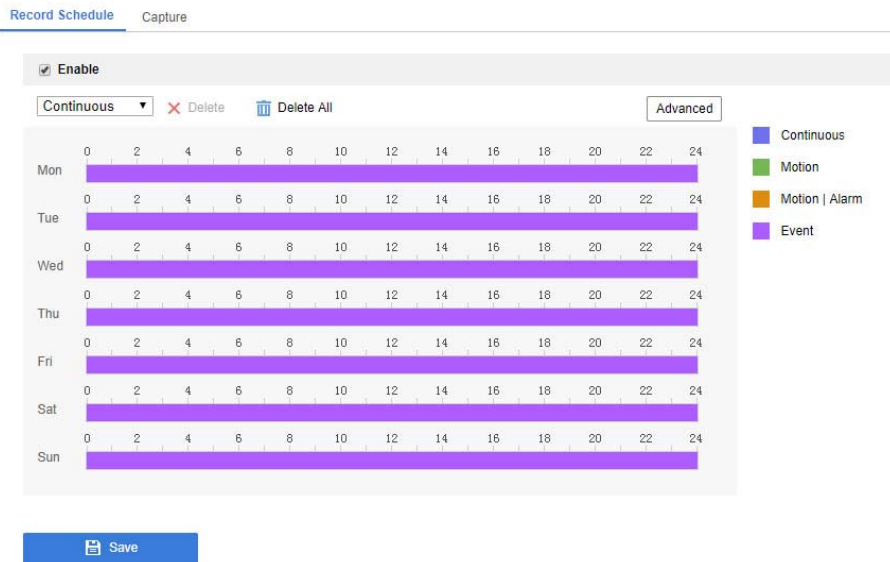 Record Schedule Capture
Enable
Continuous Delete Delete All Advanced
Continuous
Motion
Motion | Alarm
Event
0 2 4 6 8 10 12 14 16 18 20 22 24
Mon
0 2 4 6 8 10 12 14 16 18 20 22 24
Tue
0 2 4 6 8 10 12 14 16 18 20 22 24
Wed
0 2 4 6 8 10 12 14 16 18 20 22 24
Thu
0 2 4 6 8 10 12 14 16 18 20 22 24
Fri
0 2 4 6 8 10 12 14 16 18 20 22 24
Sat
0 2 4 6 8 10 12 14 16 18 20 22 24
Sun
Save